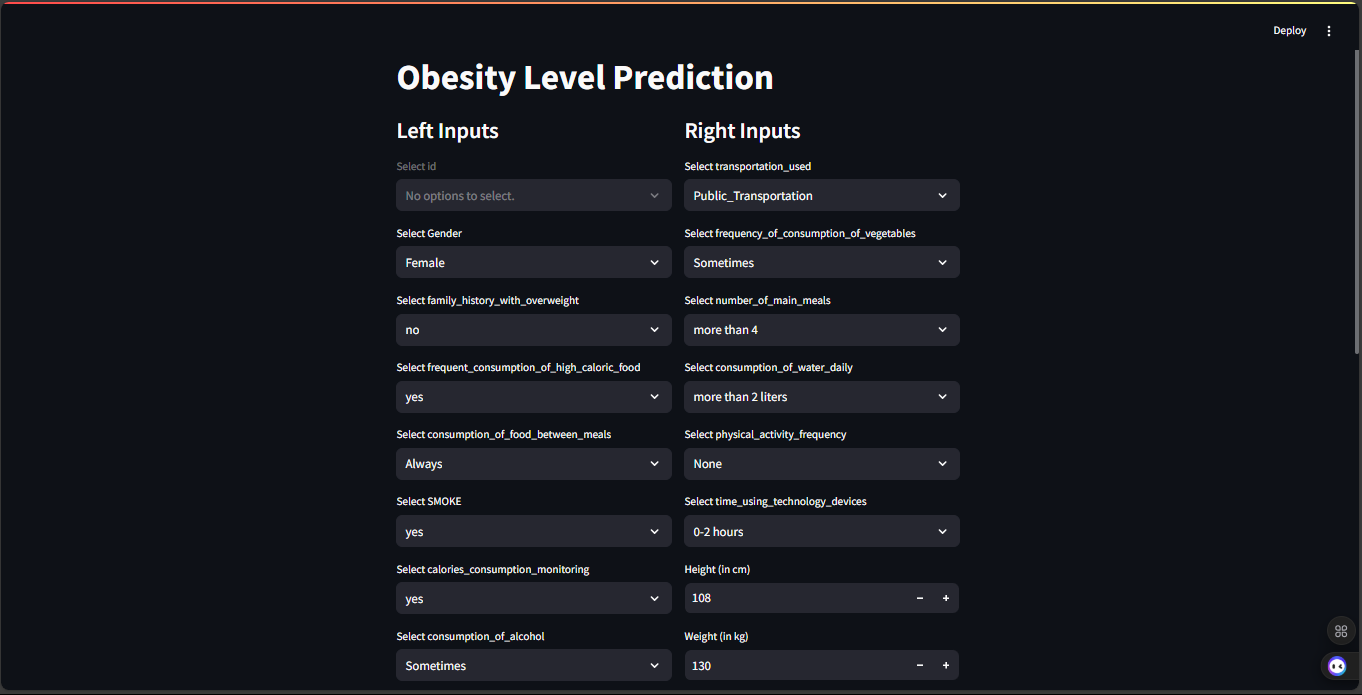 Deploy
Obesity Level Prediction
Left Inputs
Select id
No options to select.
Select Gender
Female
Select family_history_with_overweight
no
Select frequent_consumption_of_high_caloric_food
yes
Select consumption_of_food_between_meals
Always
Select SMOKE
yes
Select calories_consumption_monitoring
yes
Select consumption_of_alcohol
Sometimes
Right Inputs
Select transportation_used
Public_Transportation
Select frequency_of_consumption_of_vegetables
Sometimes
Select number_of_main_meals
more than 4
Select consumption_of_water_daily
more than 2 liters
Select physical_activity_frequency
None
Select time_using_technology_devices
0-2 hours
Height (in cm)
108
Weight (in kg)
130